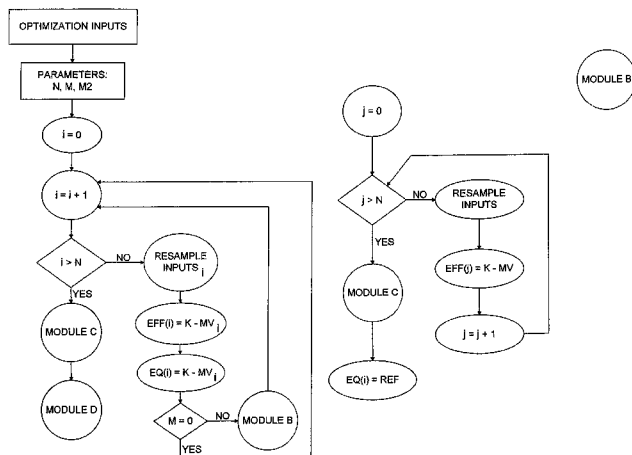 OPTIMIZATION INPUTS
PARAMETERS:
N, M, M2
i = 0
i = i + 1
i > N
NO
YES
RESAMPLE
INPUTS i
EFF(i) = K - MV i
EQ(i) = K - MV i
M = 0
NO
YES
MODULE B
MODULE C
MODULE D
MODULE B
j = 0
j > N
NO
YES
RESAMPLE
INPUTS
EFF(j) = K - MV
j = j + 1
MODULE C
EQ(i) = REF